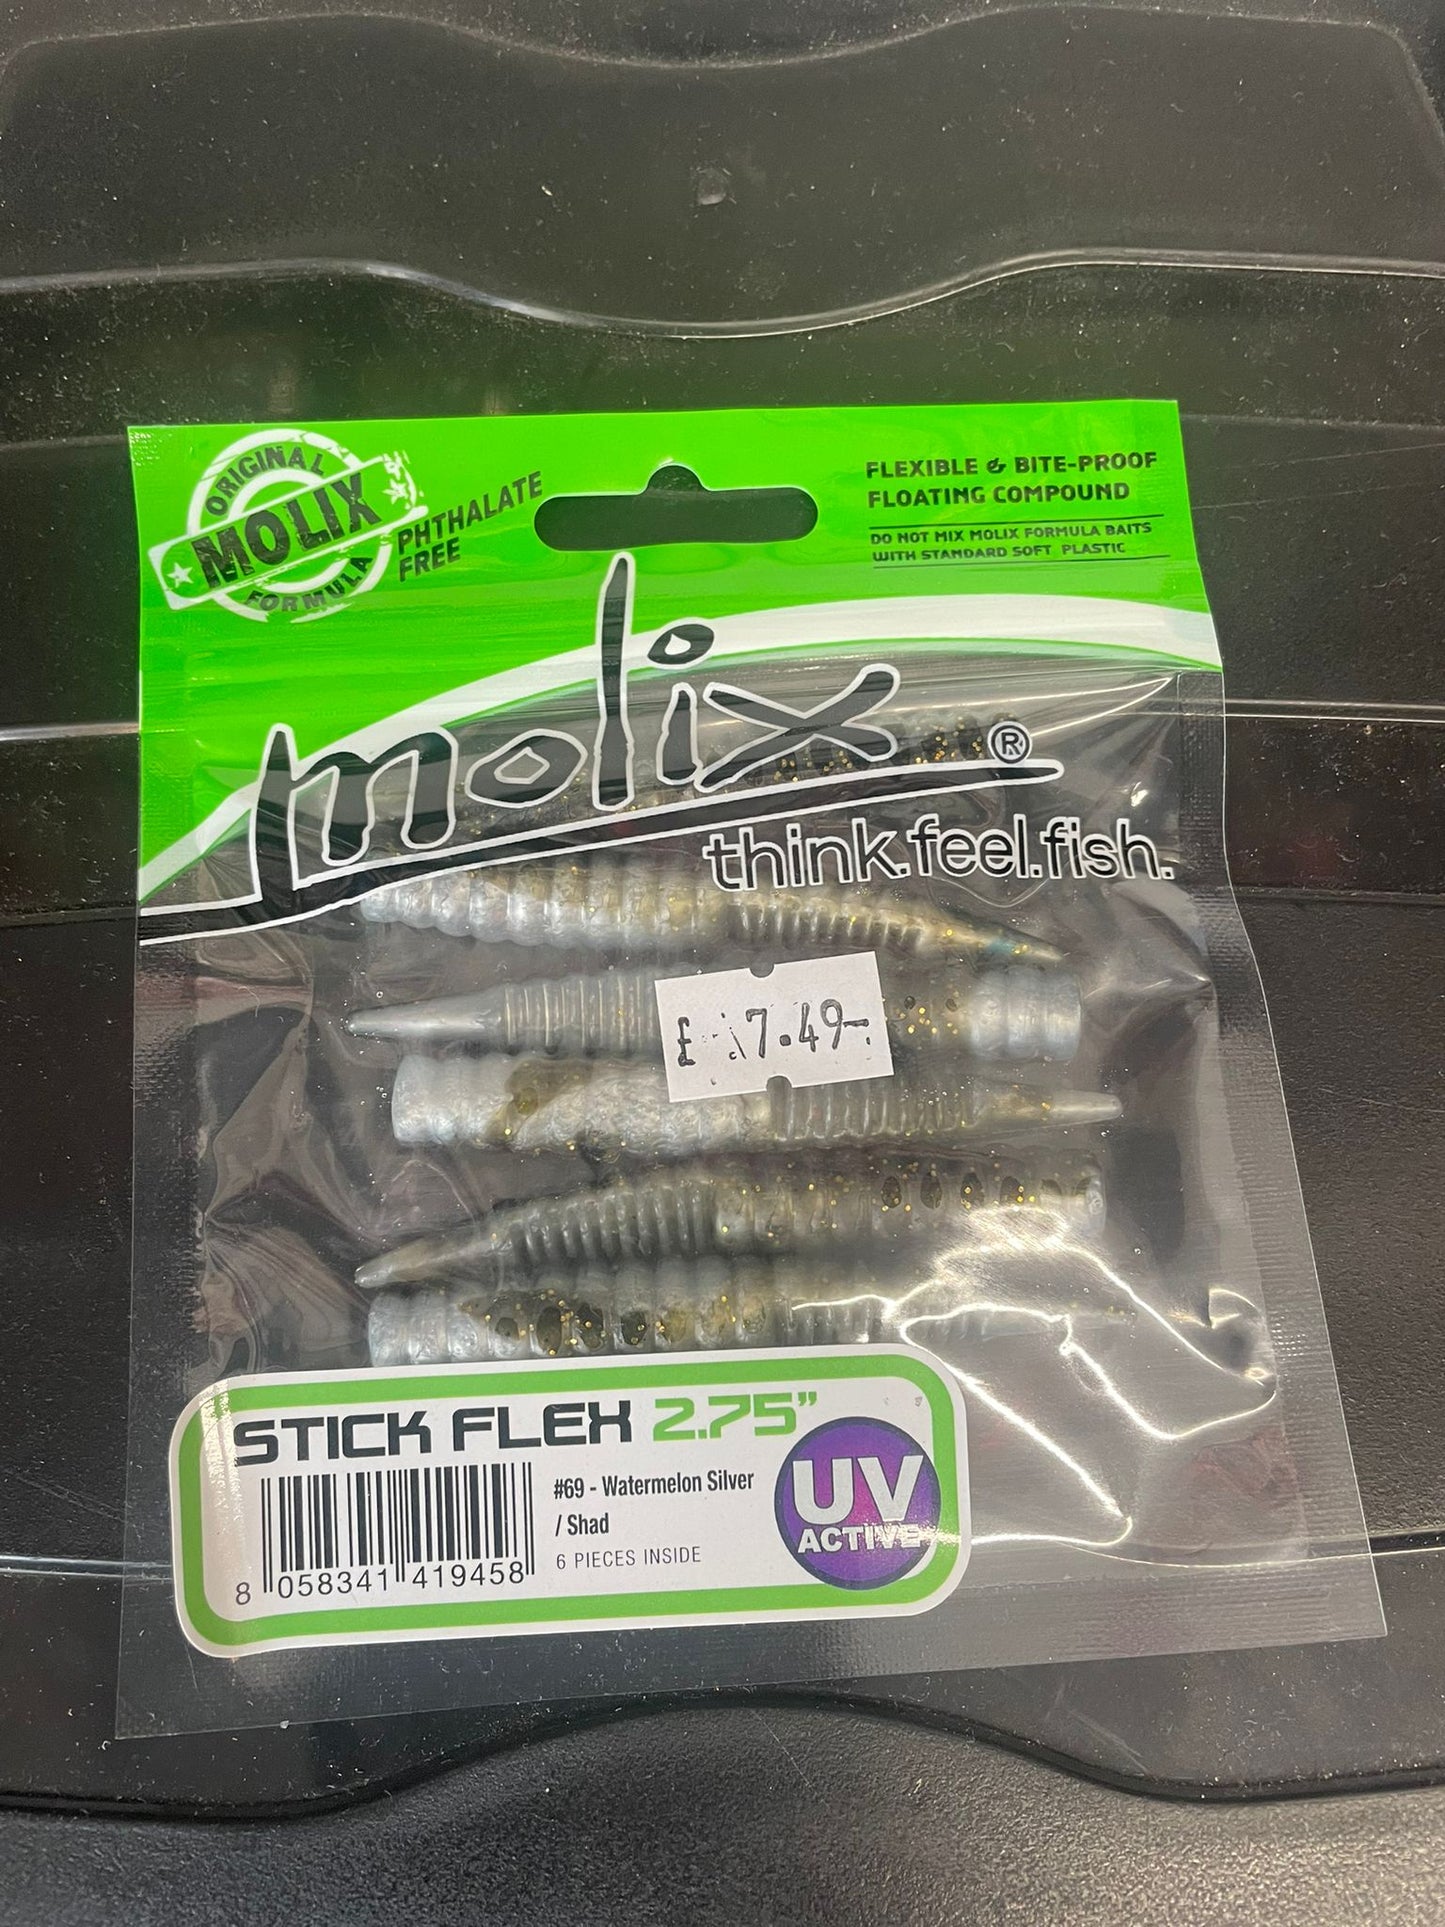 ORIGINAL
MOLIX
FORMULA
PHTHALATE
FREE
FLEXIBLE & BITE-PROOF
FLOATING COMPOUND
DO NOT MIX MOLIX FORMULA BAITS
WITH STANDARD SOFT PLASTIC
molix®
think.feel.fish.
£ 7.49-
STICK FLEX 2.75”
#69 - Watermelon Silver
/ Shad
6 PIECES INSIDE
UV
ACTIVE
8 058341 419458